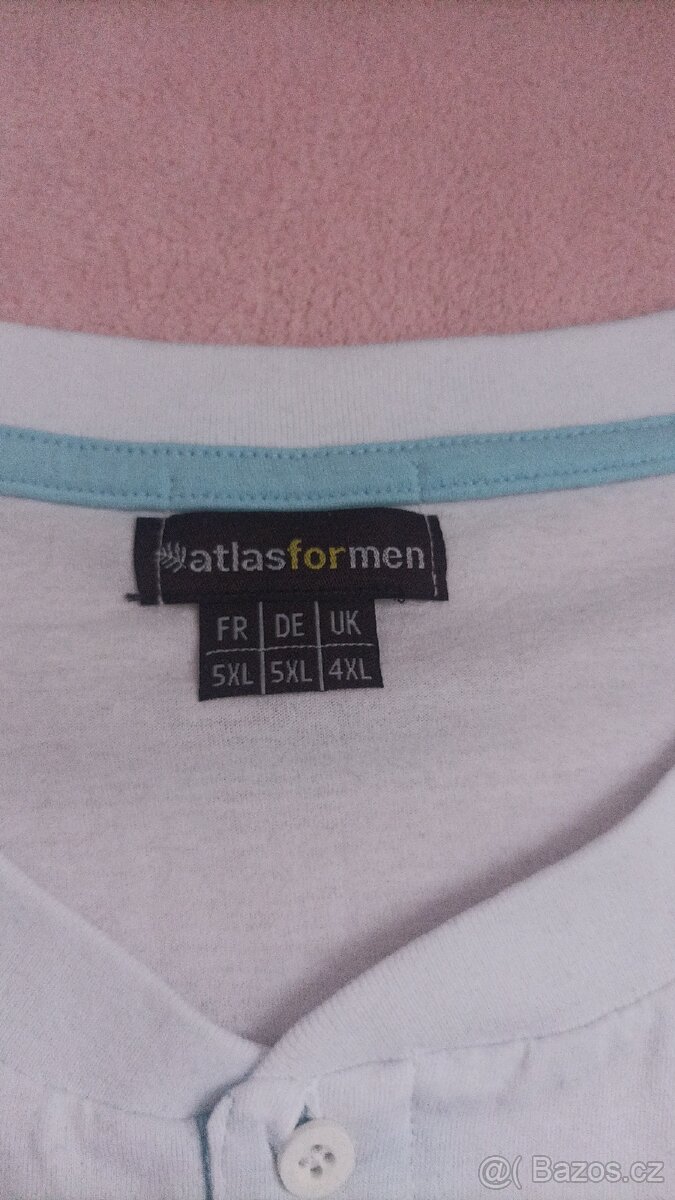 atlasformen
FR DE UK
5XL 5XL 4XL
@( Bazos.cz